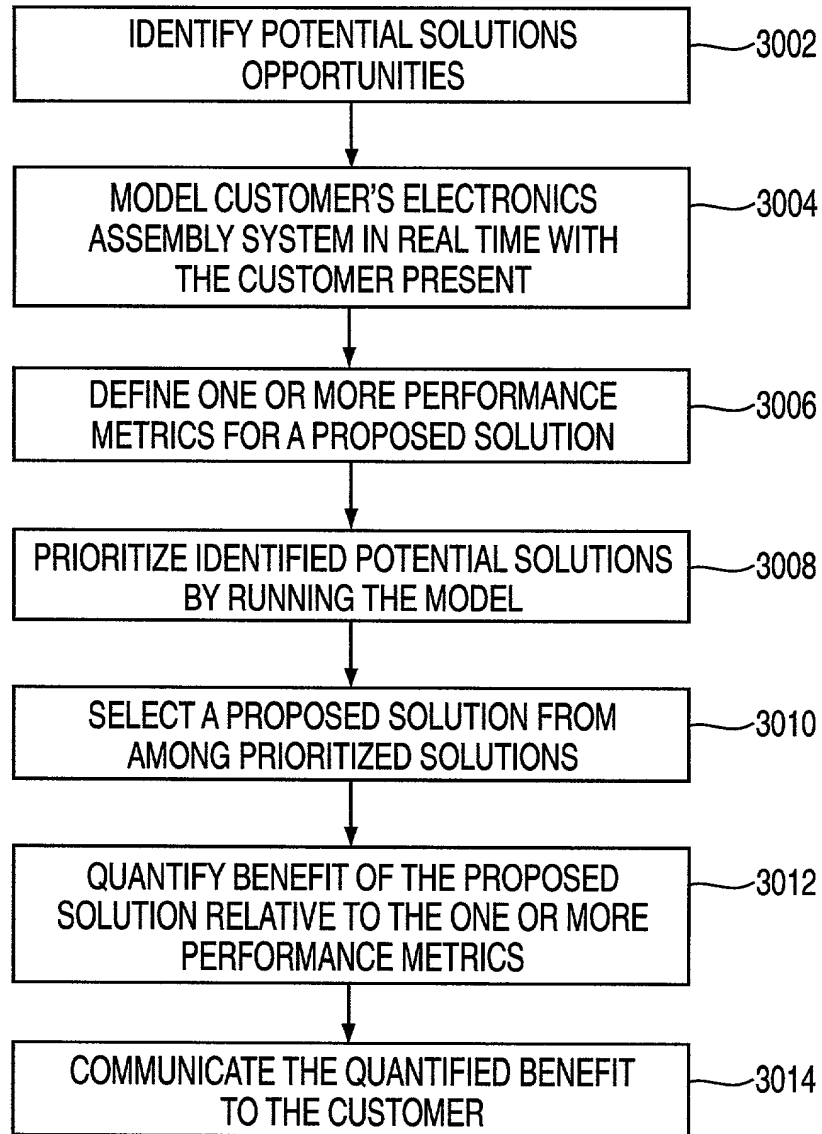 IDENTIFY POTENTIAL SOLUTIONS
OPPORTUNITIES
3002
MODEL CUSTOMER'S ELECTRONICS
ASSEMBLY SYSTEM IN REAL TIME WITH
THE CUSTOMER PRESENT
3004
DEFINE ONE OR MORE PERFORMANCE
METRICS FOR A PROPOSED SOLUTION
3006
PRIORITIZE IDENTIFIED POTENTIAL SOLUTIONS
BY RUNNING THE MODEL
3008
SELECT A PROPOSED SOLUTION FROM
AMONG PRIORITIZED SOLUTIONS
3010
QUANTIFY BENEFIT OF THE PROPOSED
SOLUTION RELATIVE TO THE ONE OR MORE
PERFORMANCE METRICS
3012
COMMUNICATE THE QUANTIFIED BENEFIT
TO THE CUSTOMER
3014